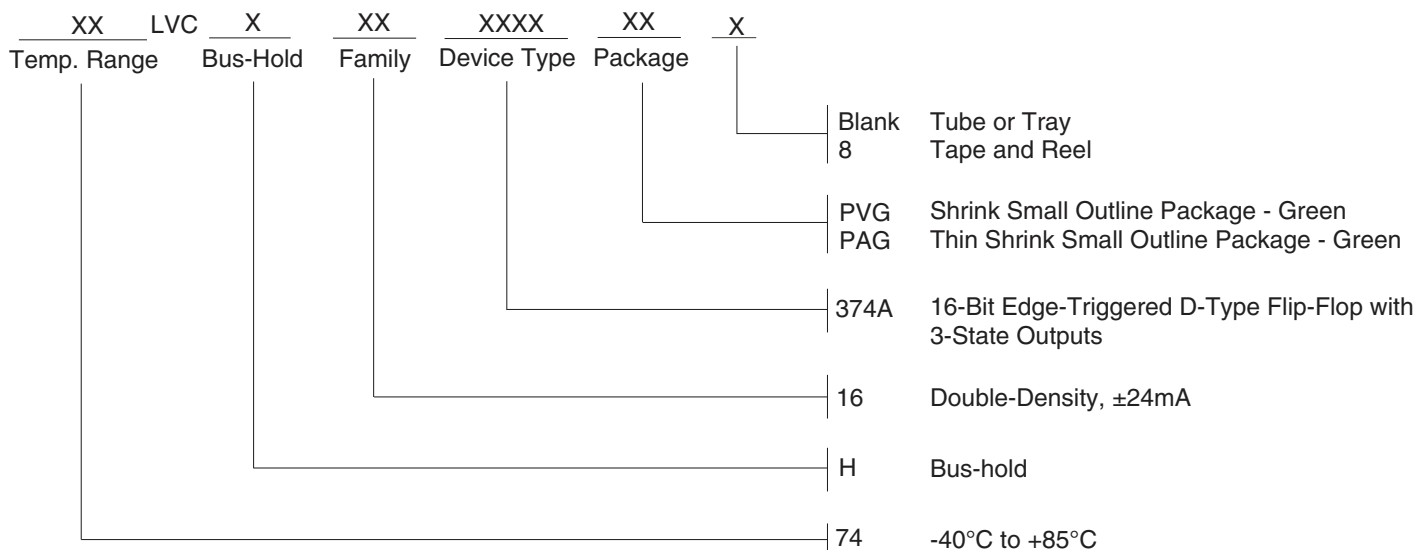 XX LVC X XX XXXX XX X
Temp. Range Bus-Hold Family Device Type Package
Blank Tube or Tray
8 Tape and Reel
PVG Shrink Small Outline Package - Green
PAG Thin Shrink Small Outline Package - Green
374A 16-Bit Edge-Triggered D-Type Flip-Flop with
3-State Outputs
16 Double-Density, ±24mA
H Bus-hold
74 -40°C to +85°C